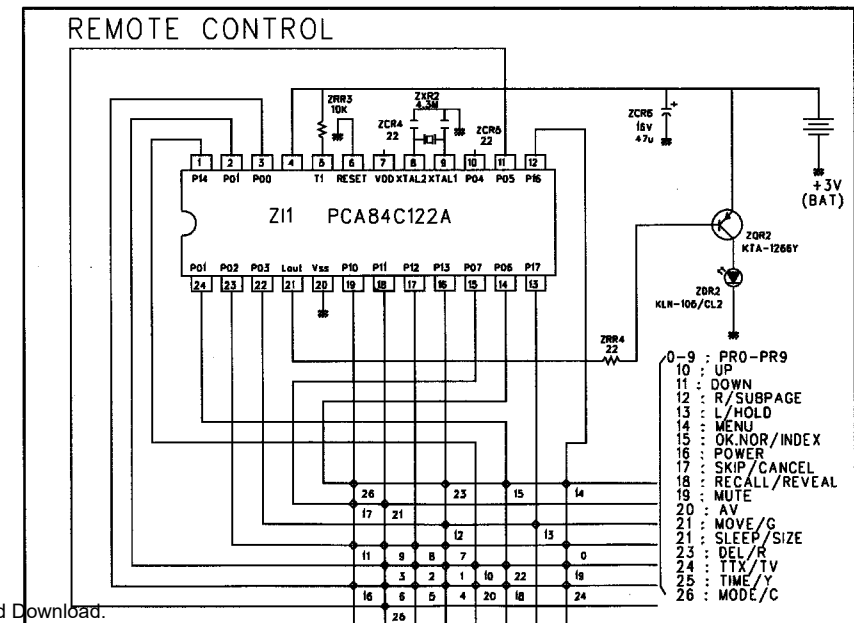 REMOTE CONTROL
ZRR3
10K
ZXR2
4.3M
ZCR4
22
ZCR5
22
ZCR6
16V
47u
+
1 2 3 4 5 6 7 8 9 10 11 12
P14 P01 P00 T1 RESET VDD XTAL2 XTAL1 P04 P05 P16
+3V
(BAT)
ZI1 PCA84C122A
ZQR2
KTA-1266Y
P01 P02 P03 Lout Vss P10 P11 P12 P13 P07 P06 P17
24 23 22 21 20 19 18 17 16 15 14 13
ZDR2
KLN-106/CL2
ZRR4
22
0-9 : PR0-PR9
10 : UP
11 : DOWN
12 : R/SUBPAGE
13 : L/HOLD
14 : MENU
15 : OK.NOR/INDEX
16 : POWER
17 : SKIP/CANCEL
18 : RECALL/REVEAL
19 : MUTE
20 : AV
21 : MOVE/G
21 : SLEEP/SIZE
23 : DEL/R
24 : TTX/TV
25 : TIME/Y
26 : MODE/C
26 23 15 14
17 21
12 13
11 9 8 7 0
3 2 1 10 22 19
16 6 5 4 20 18 24
d Download.